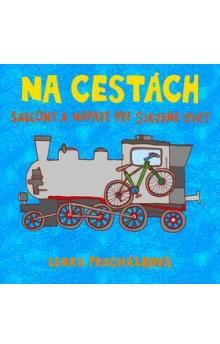 NA CESTÁCH
ŠABLÓNY A NÁPADY PRE ŠIKOVNÉ RUKY
LENKA PROCHÁZKOVÁ